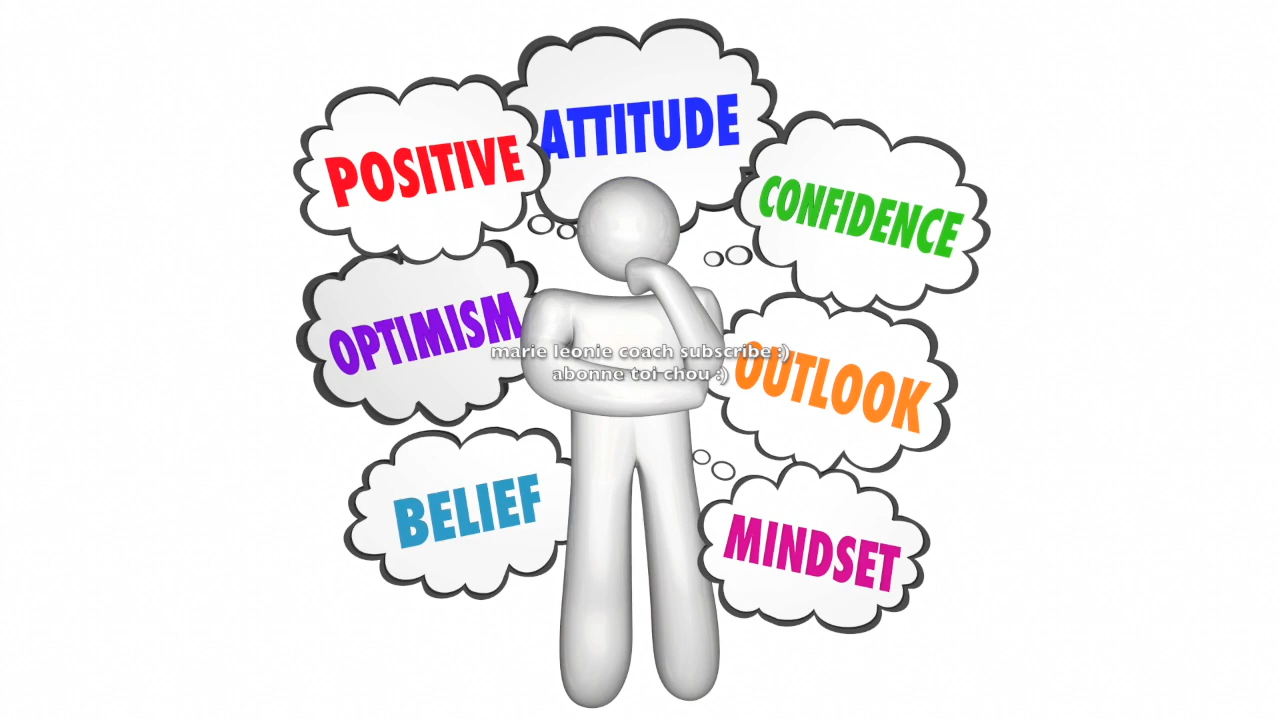 ATTITUDE
POSITIVE
CONFIDENCE
OPTIMISM
marie leonie coach subscribe :)
abonne toi chou :)
OUTLOOK
BELIEF
MINDSET